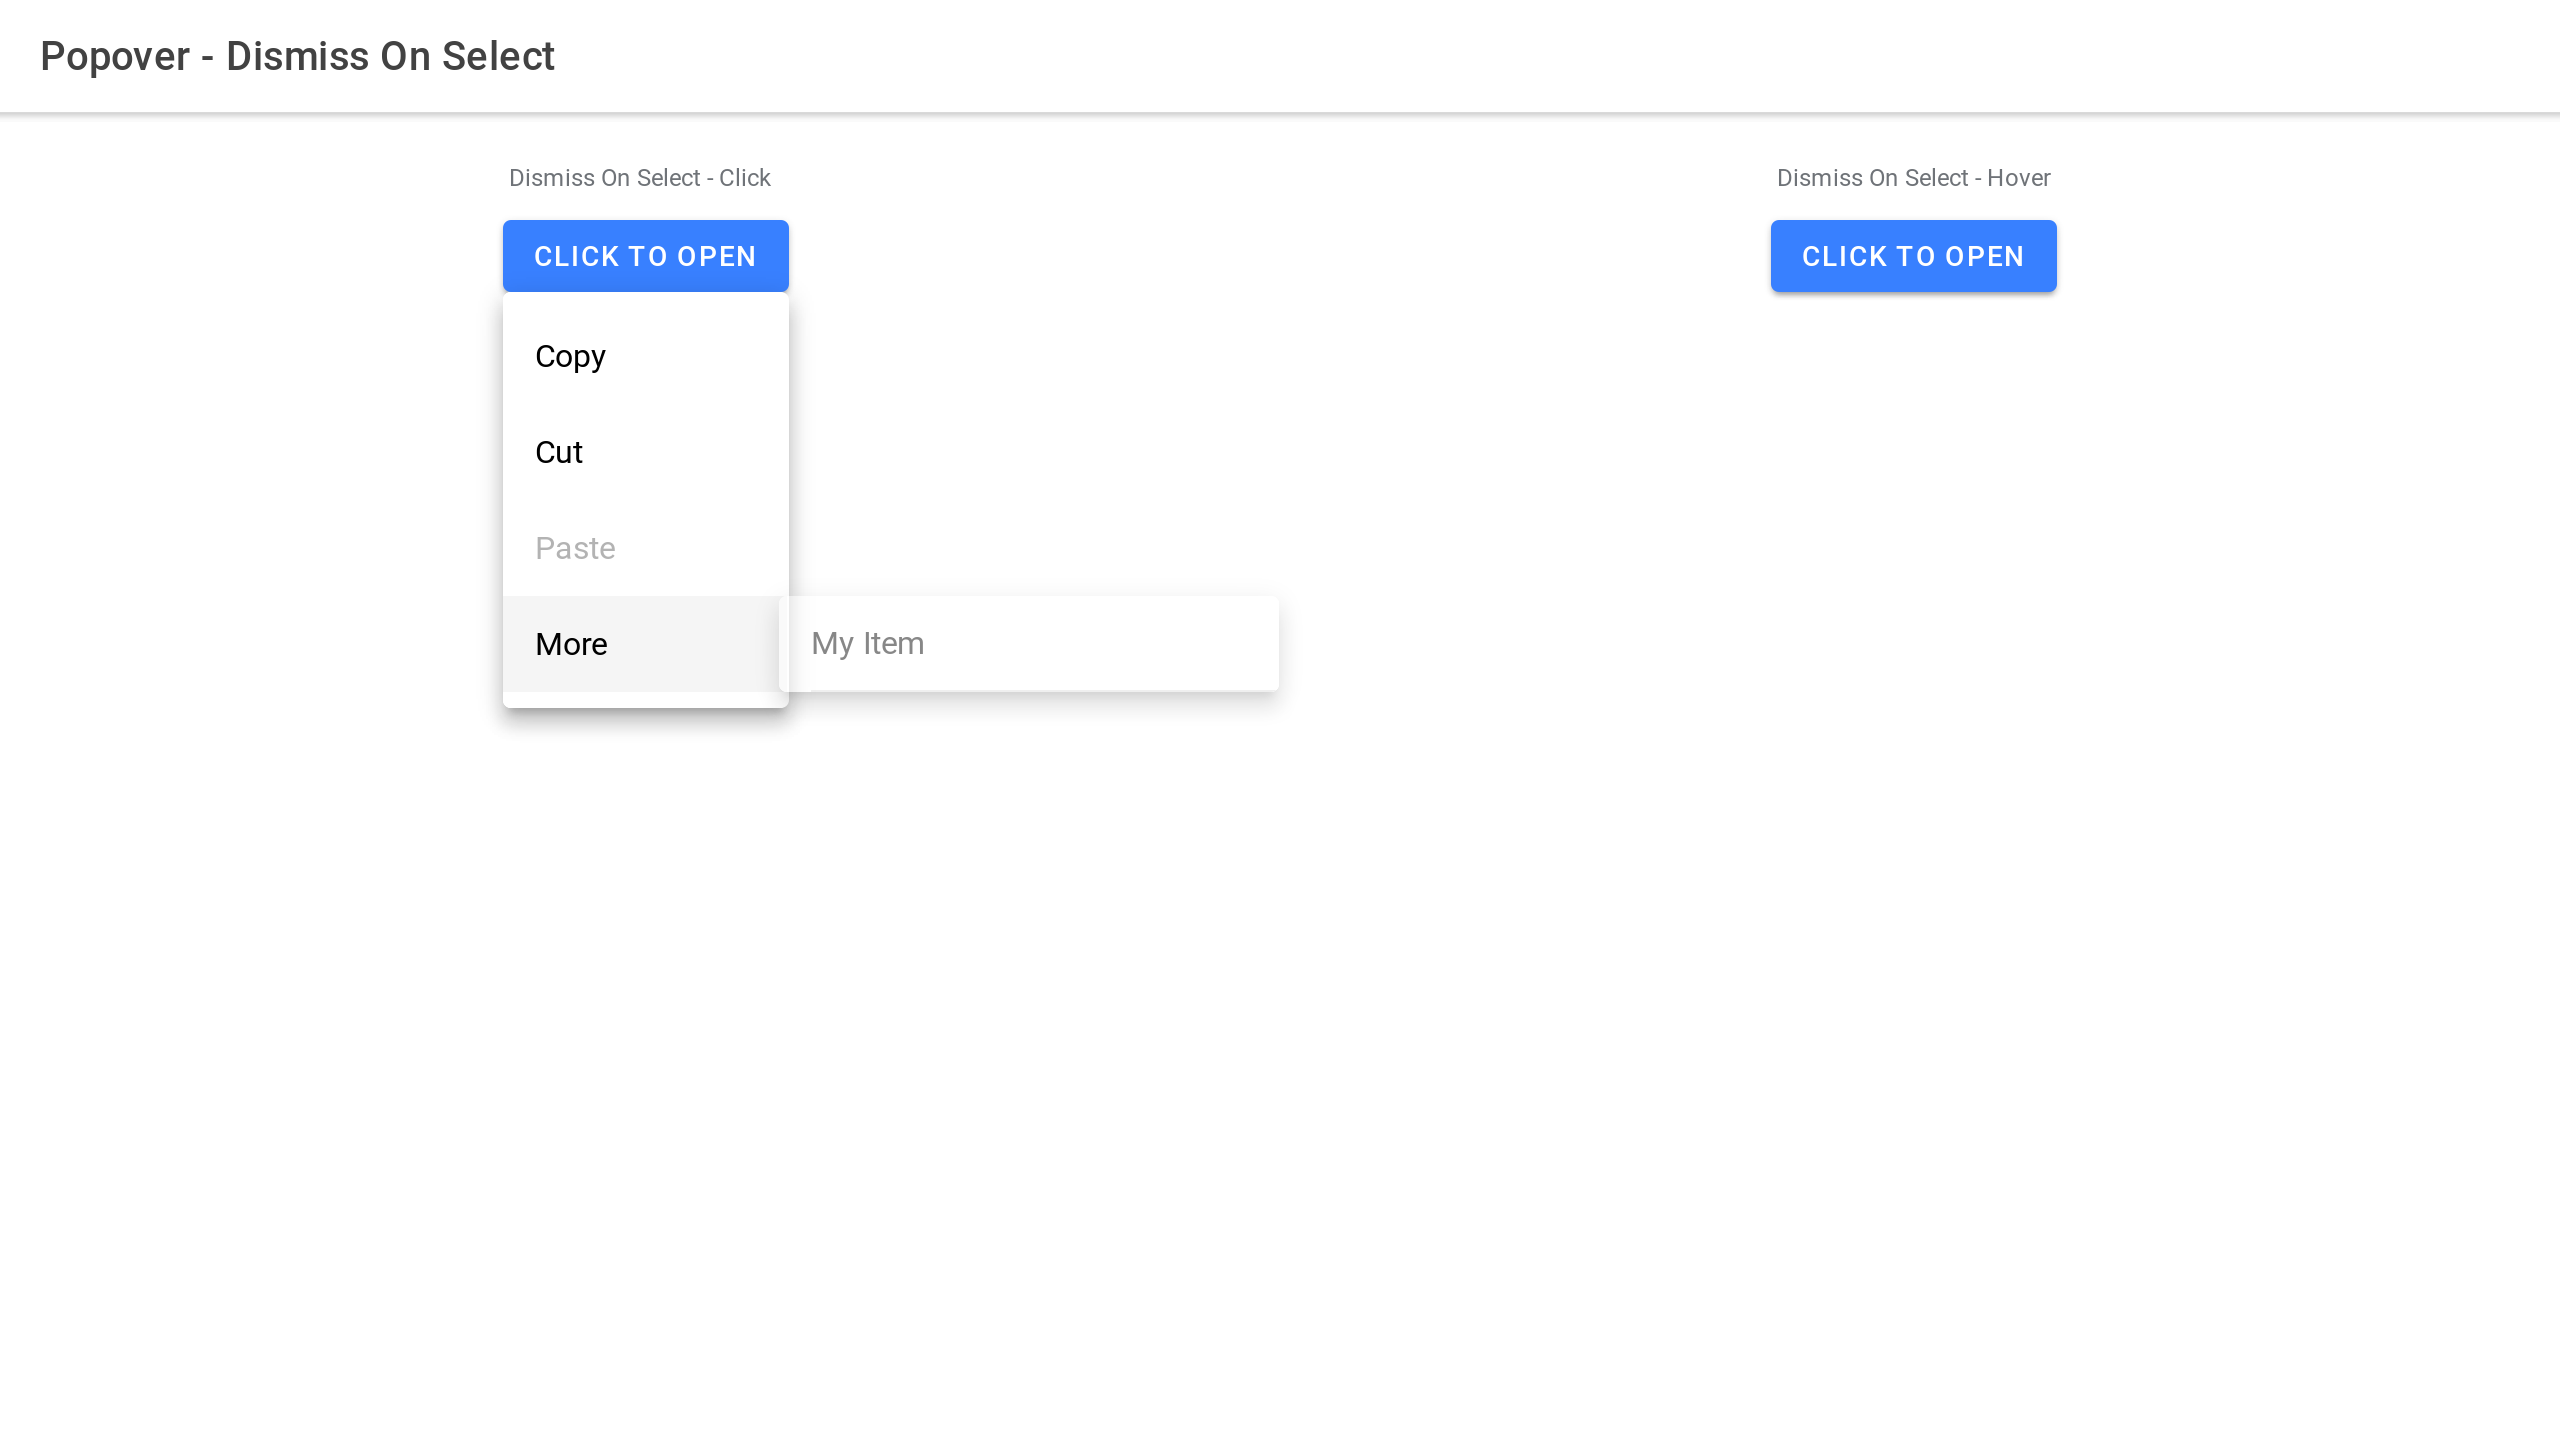 Popover - Dismiss On Select
Dismiss On Select - Click
Dismiss On Select - Hover
CLICK TO OPEN
CLICK TO OPEN
Copy
Cut
Paste
More
My Item